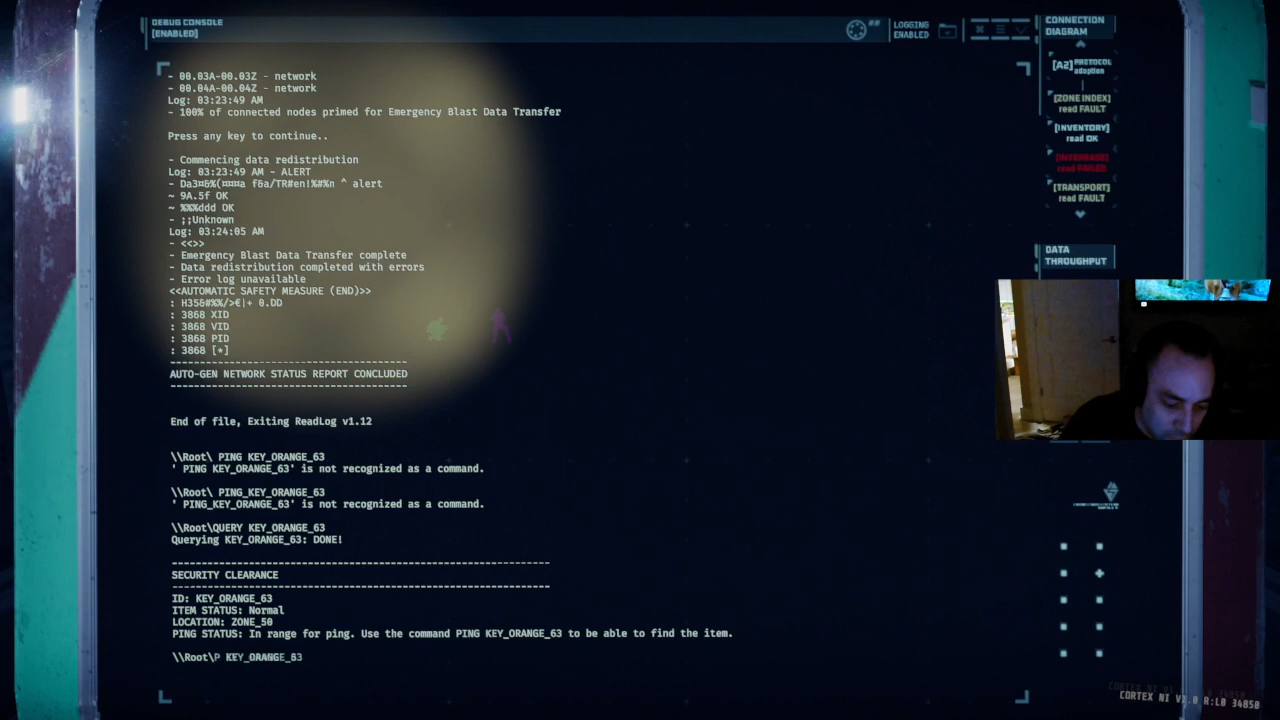 DEBUG CONSOLE
[ENABLED]
LOGGING
ENABLED
CONNECTION
DIAGRAM
[A2] PROTOCOL
adaption
[ZONE INDEX]
read FAULT
[INVENTORY]
read OK
[INTERBASE]
read FAILED
[TRANSPORT]
read FAULT
DATA
THROUGHPUT
- 00.03A-00.03Z - network
- 00.04A-00.04Z - network
Log: 03:23:49 AM
- 100% of connected nodes primed for Emergency Blast Data Transfer
Press any key to continue..
- Commencing data redistribution
Log: 03:23:49 AM - ALERT
- Da3¤&%(¤¤¤a f&a/TR#en!%#%n ^ alert
~ 9A.5f OK
~ %%%ddd OK
- ;;Unknown
Log: 03:24:05 AM
- <<>>
- Emergency Blast Data Transfer complete
- Data redistribution completed with errors
- Error log unavailable
<<AUTOMATIC SAFETY MEASURE (END)>>
: H35&#%%/>€|+ 0.DD
: 3868 XID
: 3868 VID
: 3868 PID
: 3868 [*]
----------------------------------------
AUTO-GEN NETWORK STATUS REPORT CONCLUDED
----------------------------------------
End of file, Exiting ReadLog v1.12
\\Root\ PING KEY_ORANGE_63
' PING KEY_ORANGE_63' is not recognized as a command.
\\Root\ PING_KEY_ORANGE_63
' PING_KEY_ORANGE_63' is not recognized as a command.
\\Root\QUERY KEY_ORANGE_63
Querying KEY_ORANGE_63: DONE!
----------------------------------------------------------------
SECURITY CLEARANCE
----------------------------------------------------------------
ID: KEY_ORANGE_63
ITEM STATUS: Normal
LOCATION: ZONE_50
PING STATUS: In range for ping. Use the command PING KEY_ORANGE_63 to be able to find the item.
\\Root\P KEY_ORANGE_63
CORTEX NI V1.0 R:L0 34850